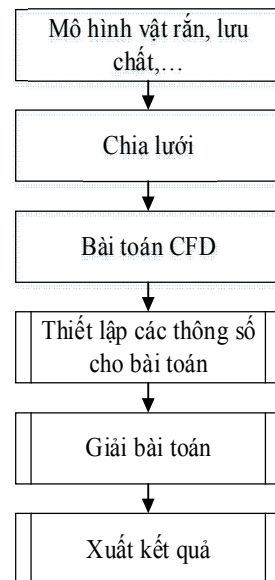 Mô hình vật rắn, lưu
chất,…
Chia lưới
Bài toán CFD
Thiết lập các thông số
cho bài toán
Giải bài toán
Xuất kết quả